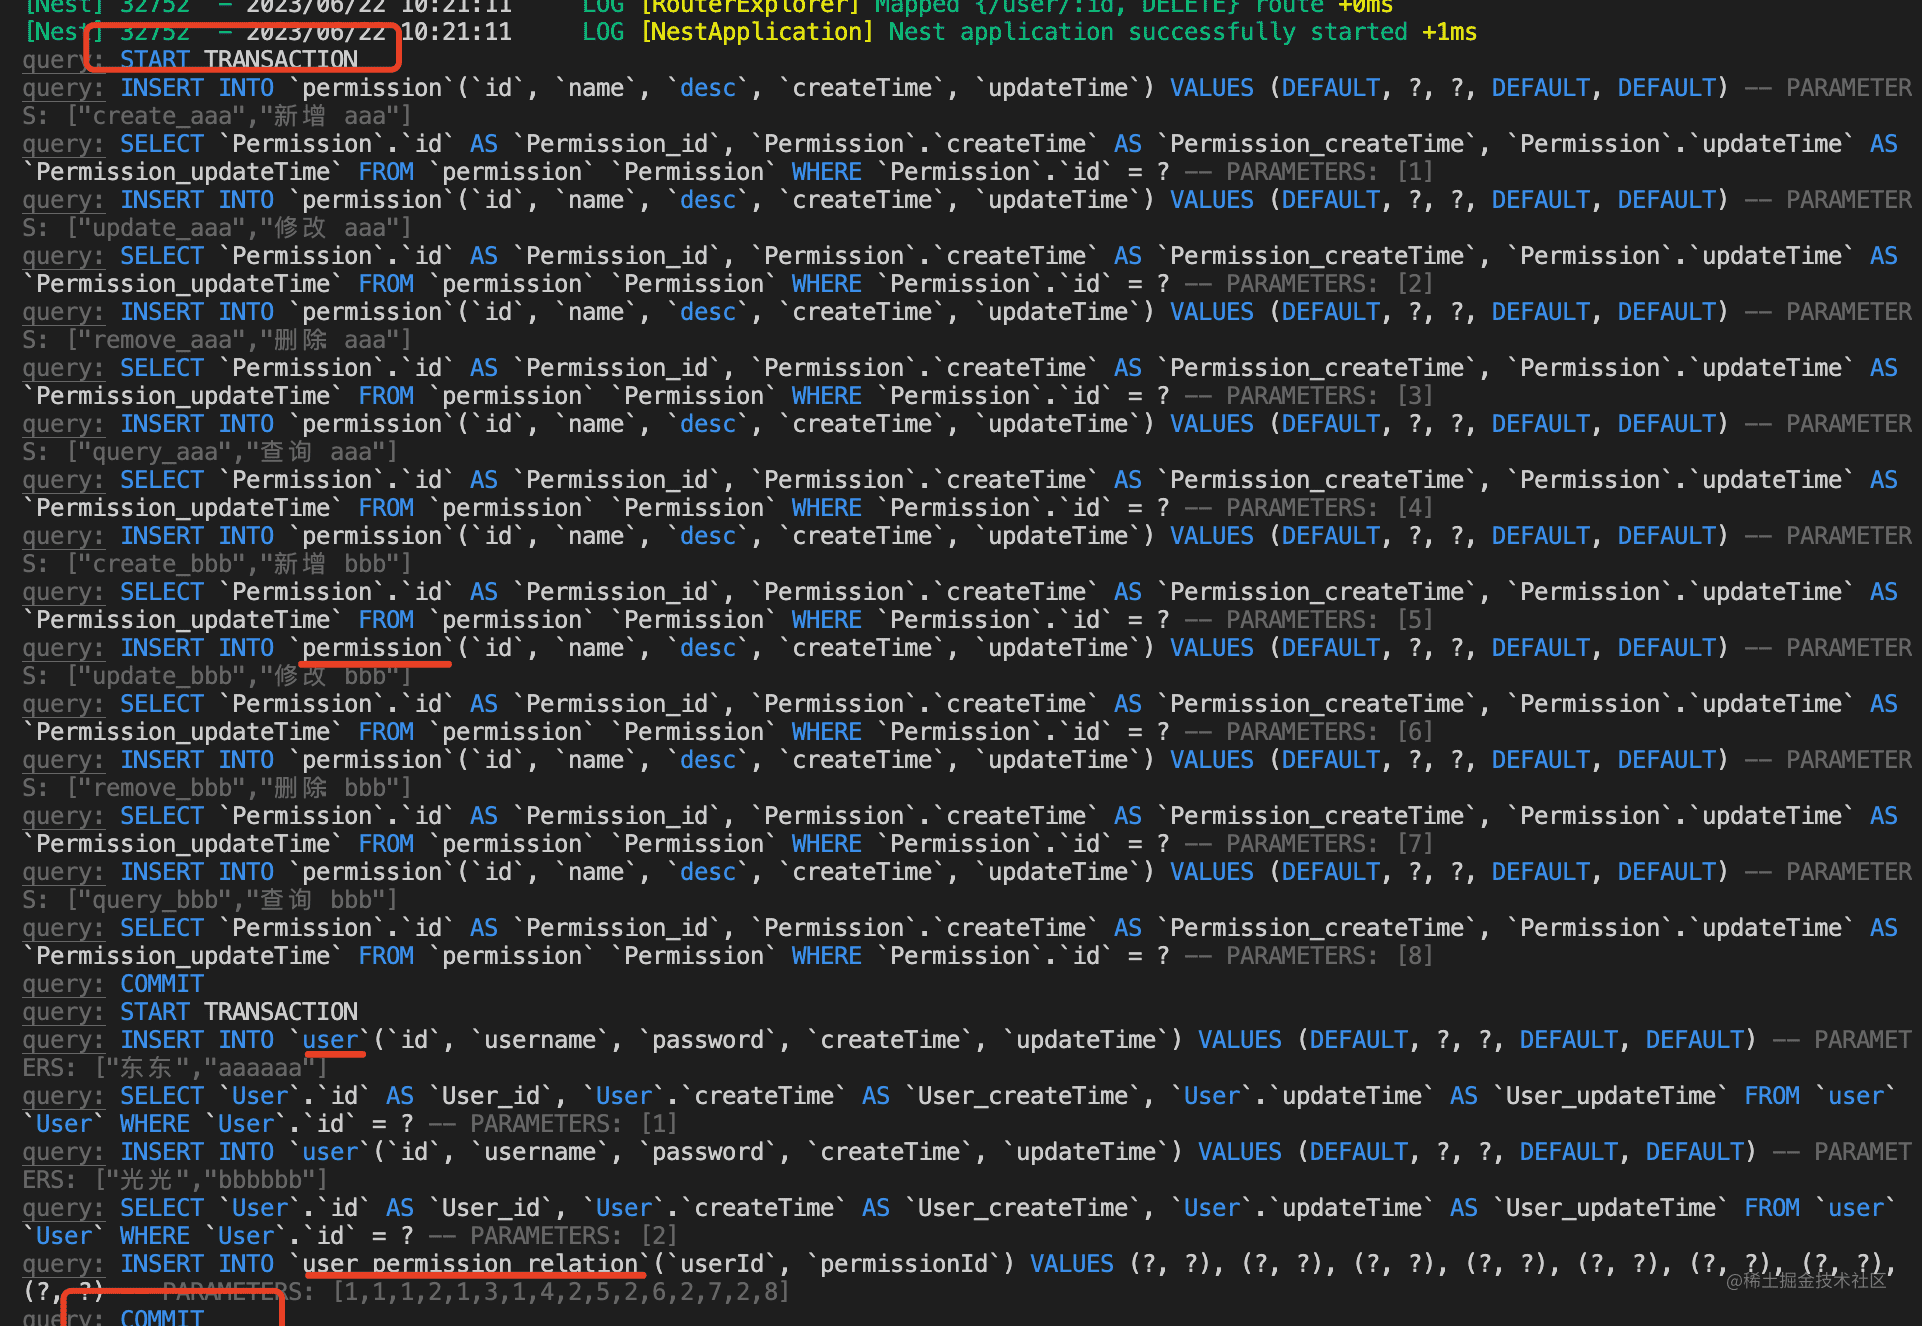 [Nest] 32752  - 2023/06/22 10:21:11     LOG [RouterExplorer] Mapped {/user/:id, DELETE} route +0ms
[Nest] 32752  - 2023/06/22 10:21:11     LOG [NestApplication] Nest application successfully started +1ms
query: START TRANSACTION
query: INSERT INTO `permission`(`id`, `name`, `desc`, `createTime`, `updateTime`) VALUES (DEFAULT, ?, ?, DEFAULT, DEFAULT) -- PARAMETER
S: ["create_aaa","新增 aaa"]
query: SELECT `Permission`.`id` AS `Permission_id`, `Permission`.`createTime` AS `Permission_createTime`, `Permission`.`updateTime` AS
`Permission_updateTime` FROM `permission` `Permission` WHERE `Permission`.`id` = ? -- PARAMETERS: [1]
query: INSERT INTO `permission`(`id`, `name`, `desc`, `createTime`, `updateTime`) VALUES (DEFAULT, ?, ?, DEFAULT, DEFAULT) -- PARAMETER
S: ["update_aaa","修改 aaa"]
query: SELECT `Permission`.`id` AS `Permission_id`, `Permission`.`createTime` AS `Permission_createTime`, `Permission`.`updateTime` AS
`Permission_updateTime` FROM `permission` `Permission` WHERE `Permission`.`id` = ? -- PARAMETERS: [2]
query: INSERT INTO `permission`(`id`, `name`, `desc`, `createTime`, `updateTime`) VALUES (DEFAULT, ?, ?, DEFAULT, DEFAULT) -- PARAMETER
S: ["remove_aaa","删除 aaa"]
query: SELECT `Permission`.`id` AS `Permission_id`, `Permission`.`createTime` AS `Permission_createTime`, `Permission`.`updateTime` AS
`Permission_updateTime` FROM `permission` `Permission` WHERE `Permission`.`id` = ? -- PARAMETERS: [3]
query: INSERT INTO `permission`(`id`, `name`, `desc`, `createTime`, `updateTime`) VALUES (DEFAULT, ?, ?, DEFAULT, DEFAULT) -- PARAMETER
S: ["query_aaa","查询 aaa"]
query: SELECT `Permission`.`id` AS `Permission_id`, `Permission`.`createTime` AS `Permission_createTime`, `Permission`.`updateTime` AS
`Permission_updateTime` FROM `permission` `Permission` WHERE `Permission`.`id` = ? -- PARAMETERS: [4]
query: INSERT INTO `permission`(`id`, `name`, `desc`, `createTime`, `updateTime`) VALUES (DEFAULT, ?, ?, DEFAULT, DEFAULT) -- PARAMETER
S: ["create_bbb","新增 bbb"]
query: SELECT `Permission`.`id` AS `Permission_id`, `Permission`.`createTime` AS `Permission_createTime`, `Permission`.`updateTime` AS
`Permission_updateTime` FROM `permission` `Permission` WHERE `Permission`.`id` = ? -- PARAMETERS: [5]
query: INSERT INTO `permission`(`id`, `name`, `desc`, `createTime`, `updateTime`) VALUES (DEFAULT, ?, ?, DEFAULT, DEFAULT) -- PARAMETER
S: ["update_bbb","修改 bbb"]
query: SELECT `Permission`.`id` AS `Permission_id`, `Permission`.`createTime` AS `Permission_createTime`, `Permission`.`updateTime` AS
`Permission_updateTime` FROM `permission` `Permission` WHERE `Permission`.`id` = ? -- PARAMETERS: [6]
query: INSERT INTO `permission`(`id`, `name`, `desc`, `createTime`, `updateTime`) VALUES (DEFAULT, ?, ?, DEFAULT, DEFAULT) -- PARAMETER
S: ["remove_bbb","删除 bbb"]
query: SELECT `Permission`.`id` AS `Permission_id`, `Permission`.`createTime` AS `Permission_createTime`, `Permission`.`updateTime` AS
`Permission_updateTime` FROM `permission` `Permission` WHERE `Permission`.`id` = ? -- PARAMETERS: [7]
query: INSERT INTO `permission`(`id`, `name`, `desc`, `createTime`, `updateTime`) VALUES (DEFAULT, ?, ?, DEFAULT, DEFAULT) -- PARAMETER
S: ["query_bbb","查询 bbb"]
query: SELECT `Permission`.`id` AS `Permission_id`, `Permission`.`createTime` AS `Permission_createTime`, `Permission`.`updateTime` AS
`Permission_updateTime` FROM `permission` `Permission` WHERE `Permission`.`id` = ? -- PARAMETERS: [8]
query: COMMIT
query: START TRANSACTION
query: INSERT INTO `user`(`id`, `username`, `password`, `createTime`, `updateTime`) VALUES (DEFAULT, ?, ?, DEFAULT, DEFAULT) -- PARAMET
ERS: ["东东","aaaaaa"]
query: SELECT `User`.`id` AS `User_id`, `User`.`createTime` AS `User_createTime`, `User`.`updateTime` AS `User_updateTime` FROM `user`
`User` WHERE `User`.`id` = ? -- PARAMETERS: [1]
query: INSERT INTO `user`(`id`, `username`, `password`, `createTime`, `updateTime`) VALUES (DEFAULT, ?, ?, DEFAULT, DEFAULT) -- PARAMET
ERS: ["光光","bbbbbb"]
query: SELECT `User`.`id` AS `User_id`, `User`.`createTime` AS `User_createTime`, `User`.`updateTime` AS `User_updateTime` FROM `user`
`User` WHERE `User`.`id` = ? -- PARAMETERS: [2]
query: INSERT INTO `user_permission_relation`(`userId`, `permissionId`) VALUES (?, ?), (?, ?), (?, ?), (?, ?), (?, ?), (?, ?), (?, ?),
(?, ?) -- PARAMETERS: [1,1,1,2,1,3,1,4,2,5,2,6,2,7,2,8]
@稀土掘金技术社区
query: COMMIT